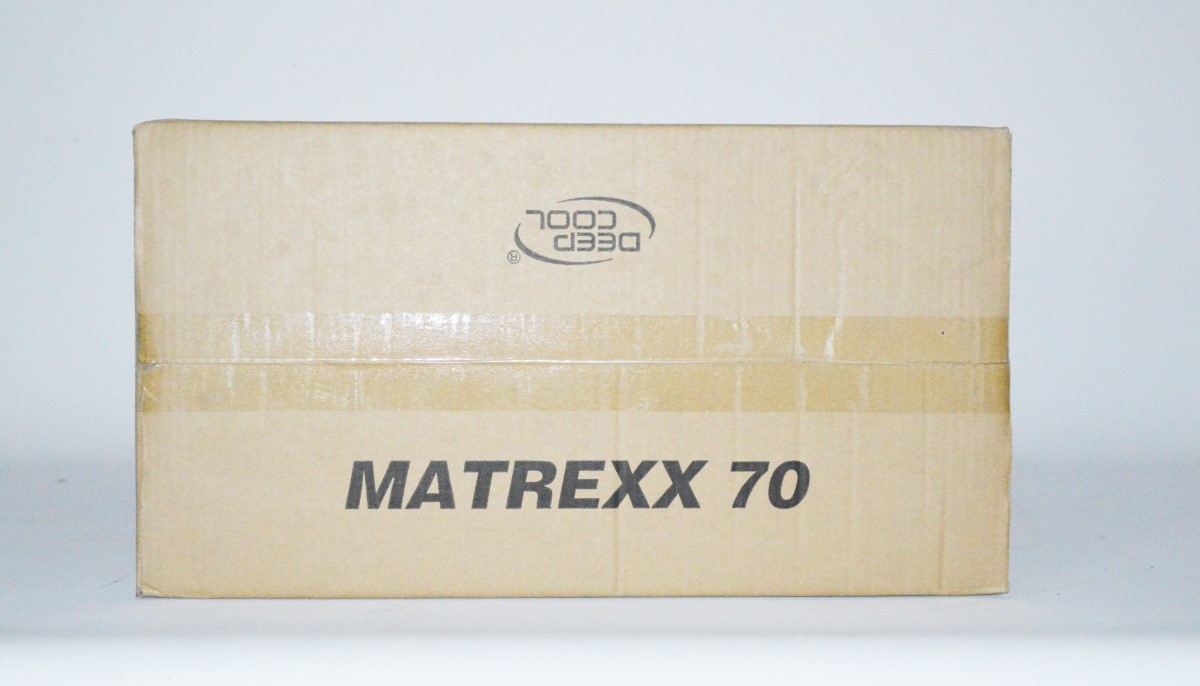 DEEP
COOL
®
MATREXX 70